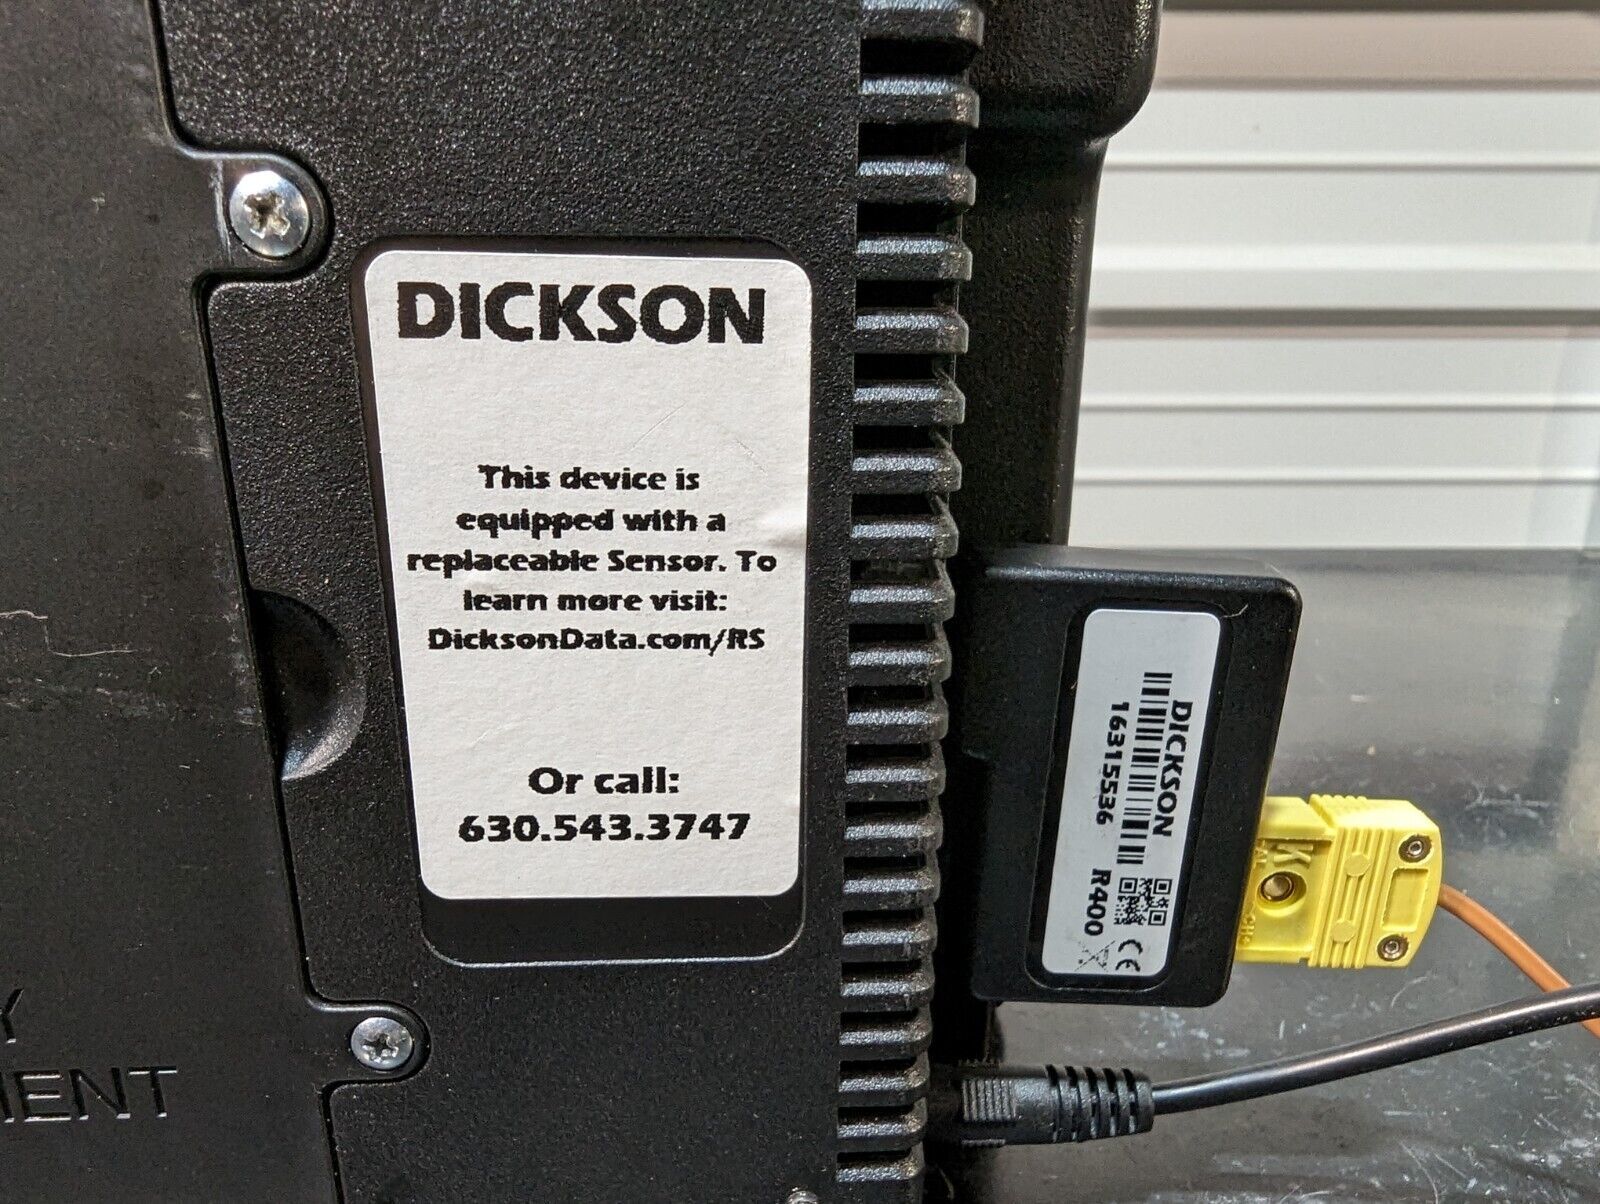 DICKSON
This device is
equipped with a
replaceable Sensor. To
learn more visit:
DicksonData.com/RS
Or call:
630.543.3747
DICKSON
16315536 R400
CE
K
Y
MENT